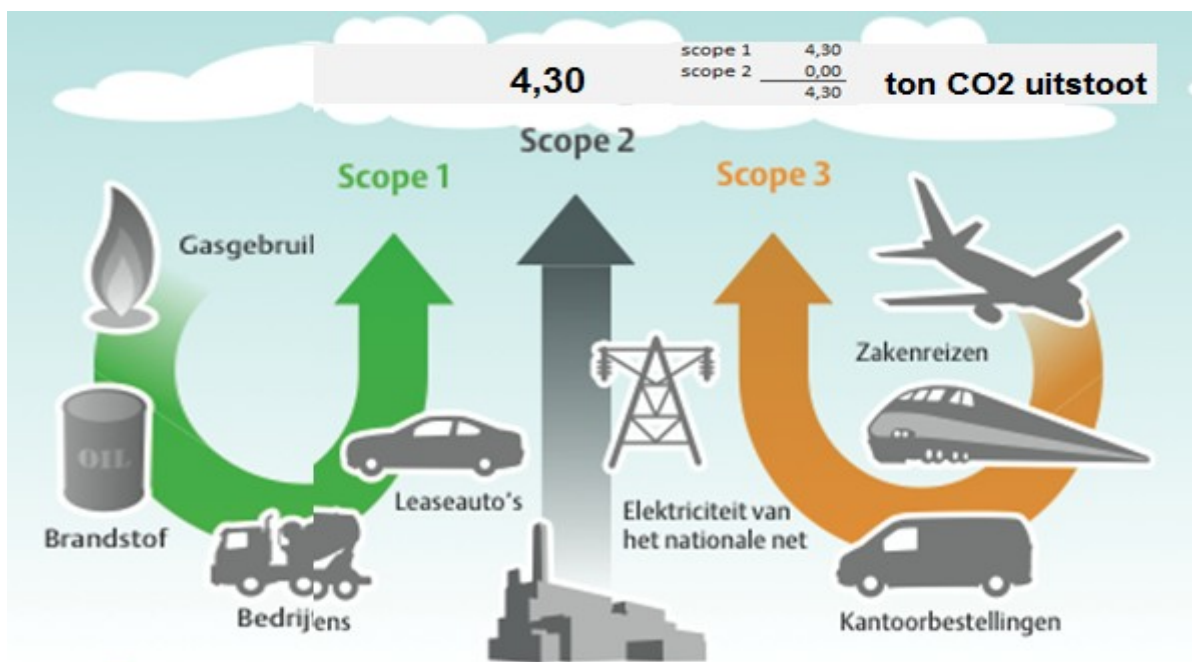 scope 1 4,30
scope 2 0,00
4,30
4,30
ton CO2 uitstoot
Scope 1
Scope 2
Scope 3
Gasgebruil
OIL
Brandstof
Bedrijens
Leaseauto's
Elektriciteit van
het nationale net
Zakenreizen
Kantoorbestellingen